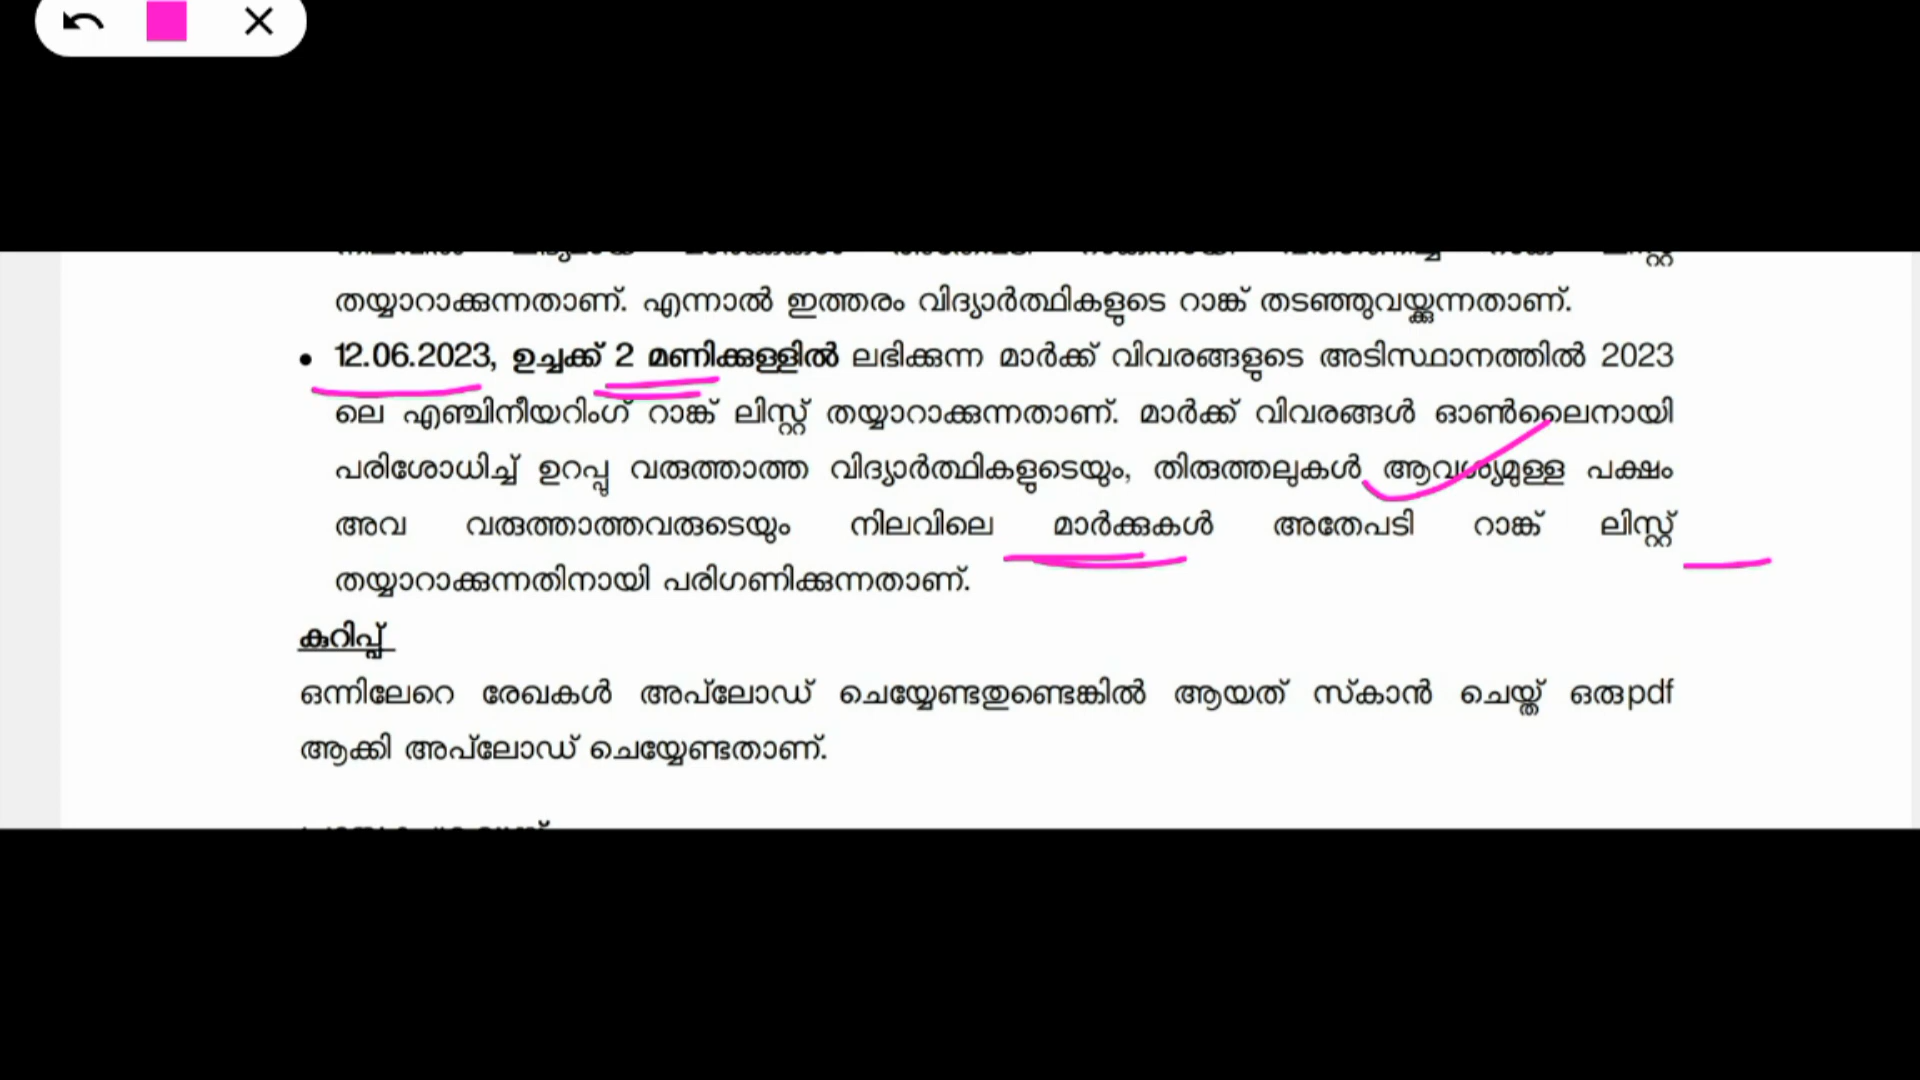 തയ്യാറാക്കുന്നതാണ്. എന്നാൽ ഇത്തരം വിദ്യാർത്ഥികളുടെ റാങ്ക് തടഞ്ഞുവയ്ക്കുന്നതാണ്.
• 12.06.2023, ഉച്ചക്ക് 2 മണിക്കുള്ളിൽ ലഭിക്കുന്ന മാർക്ക് വിവരങ്ങളുടെ അടിസ്ഥാനത്തിൽ 2023
ലെ എഞ്ചിനീയറിംഗ് റാങ്ക് ലിസ്റ്റ് തയ്യാറാക്കുന്നതാണ്. മാർക്ക് വിവരങ്ങൾ ഓൺലൈനായി
പരിശോധിച്ച് ഉറപ്പു വരുത്താത്ത വിദ്യാർത്ഥികളുടെയും, തിരുത്തലുകൾ ആവശ്യമുള്ള പക്ഷം
അവ വരുത്താത്തവരുടെയും നിലവിലെ മാർക്കുകൾ അതേപടി റാങ്ക് ലിസ്റ്റ്
തയ്യാറാക്കുന്നതിനായി പരിഗണിക്കുന്നതാണ്.
കുറിപ്പ്
ഒന്നിലേറെ രേഖകൾ അപ്‌ലോഡ് ചെയ്യേണ്ടതുണ്ടെങ്കിൽ ആയത് സ്കാൻ ചെയ്ത് ഒരുpdf
ആക്കി അപ്‌ലോഡ് ചെയ്യേണ്ടതാണ്.